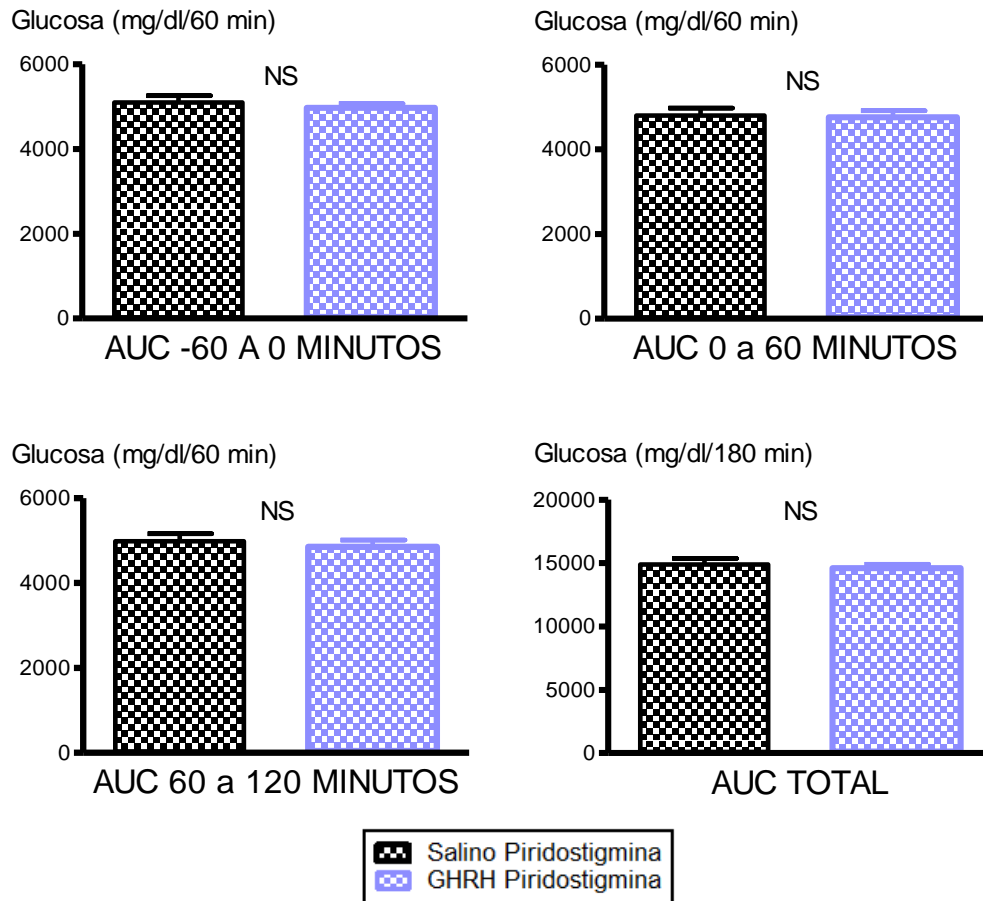 Glucosa (mg/dl/60 min)
6000
4000
2000
0
NS
AUC -60 A 0 MINUTOS
Glucosa (mg/dl/60 min)
6000
4000
2000
0
NS
AUC 0 a 60 MINUTOS
Glucosa (mg/dl/60 min)
6000
4000
2000
0
NS
AUC 60 a 120 MINUTOS
Glucosa (mg/dl/180 min)
20000
15000
10000
5000
0
NS
AUC TOTAL
Salino Piridostigmina
GHRH Piridostigmina